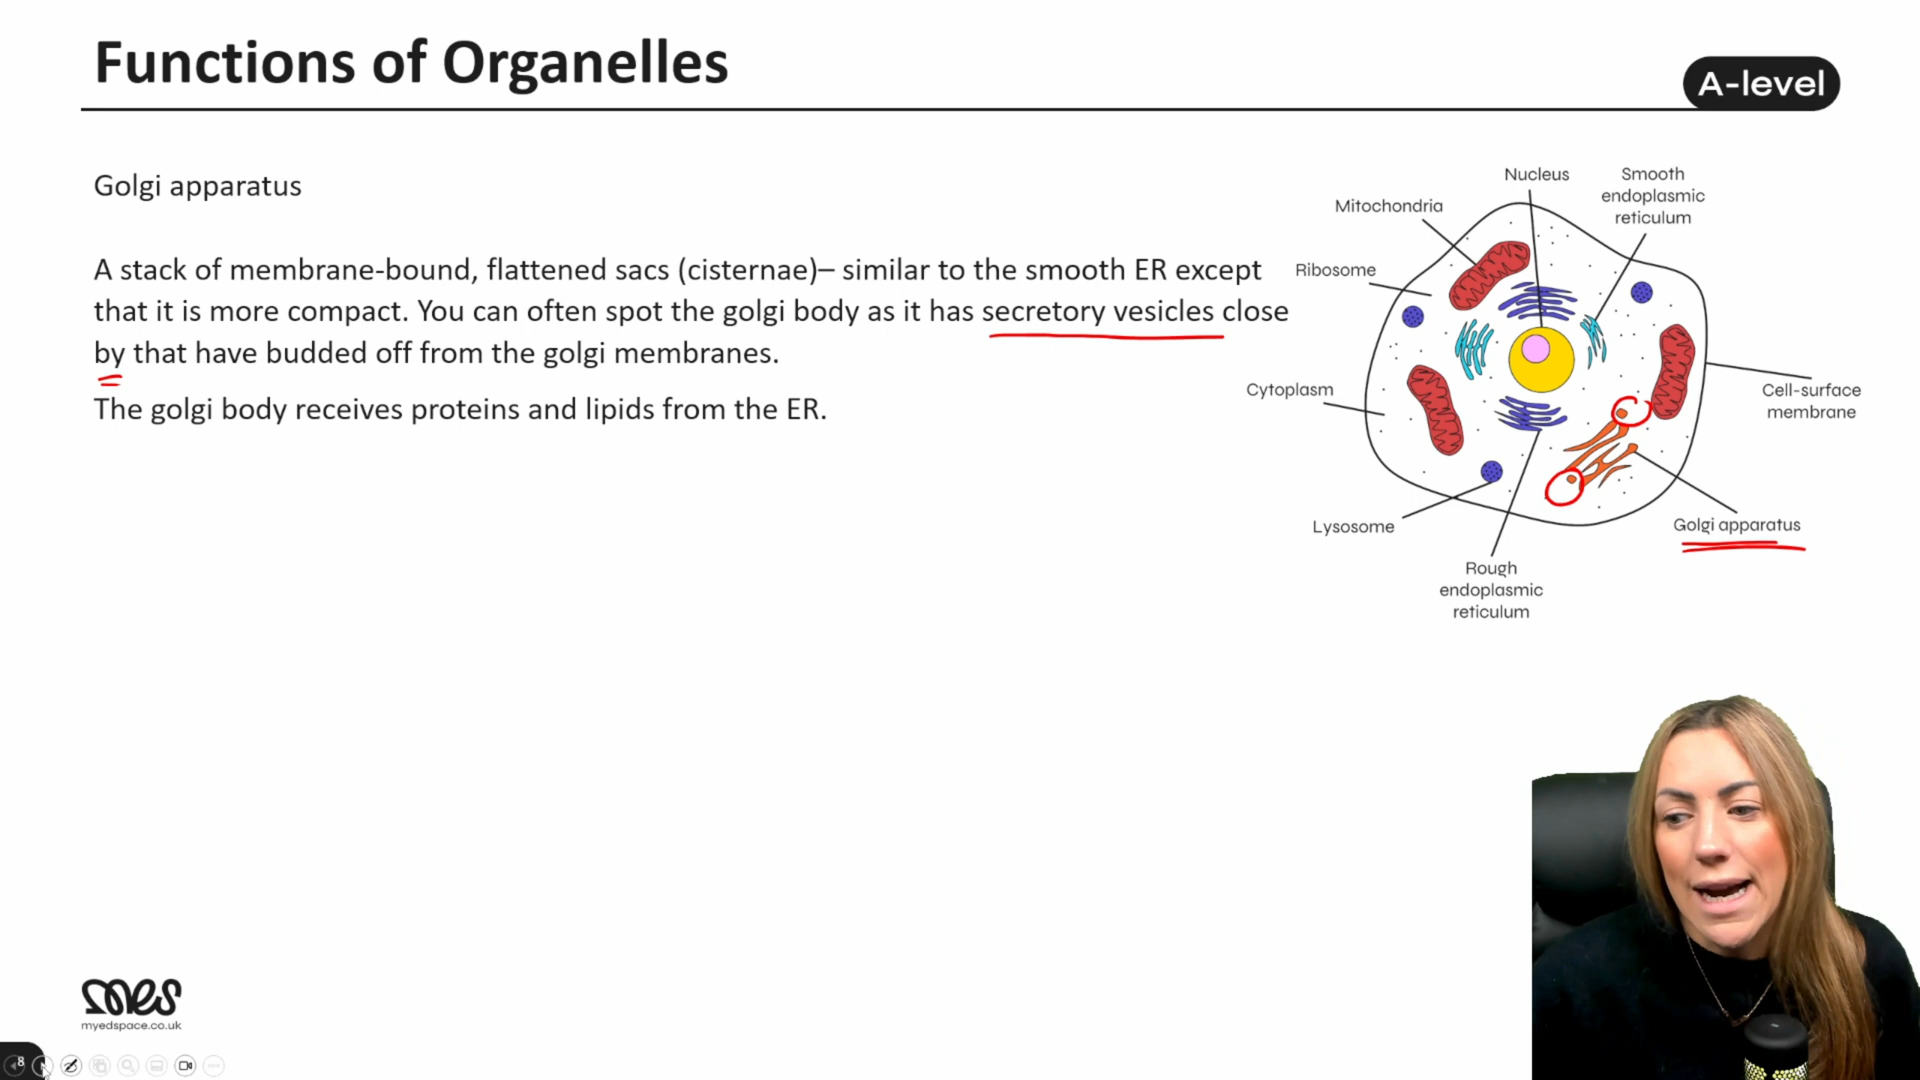 Functions of Organelles
A-level
Golgi apparatus
A stack of membrane-bound, flattened sacs (cisternae)– similar to the smooth ER except
that it is more compact. You can often spot the golgi body as it has secretory vesicles close
by that have budded off from the golgi membranes.
The golgi body receives proteins and lipids from the ER.
Nucleus
Smooth
endoplasmic
reticulum
Mitochondria
Ribosome
Cytoplasm
Cell-surface
membrane
Lysosome
Golgi apparatus
Rough
endoplasmic
reticulum
mes
myedspace.co.uk
8